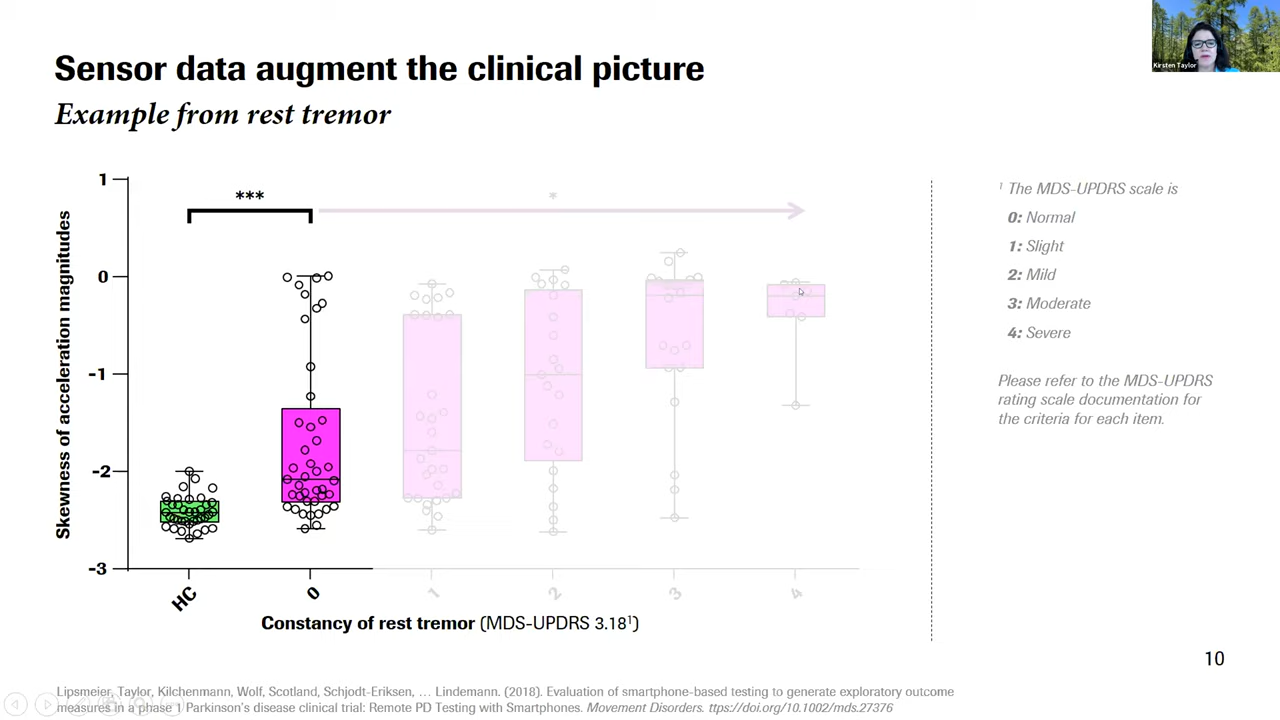 Sensor data augment the clinical picture
Example from rest tremor
Kirsten Taylor
Skewness of acceleration magnitudes
1
0
-1
-2
-3
***
*
HC
0
1
2
3
4
Constancy of rest tremor (MDS-UPDRS 3.18¹)
¹ The MDS-UPDRS scale is
0: Normal
1: Slight
2: Mild
3: Moderate
4: Severe
Please refer to the MDS-UPDRS
rating scale documentation for
the criteria for each item.
10
Lipsmeier, Taylor, Kilchenmann, Wolf, Scotland, Schjodt-Eriksen, … Lindemann. (2018). Evaluation of smartphone-based testing to generate exploratory outcome
measures in a phase 1 Parkinson's disease clinical trial: Remote PD Testing with Smartphones. Movement Disorders. ttps://doi.org/10.1002/mds.27376